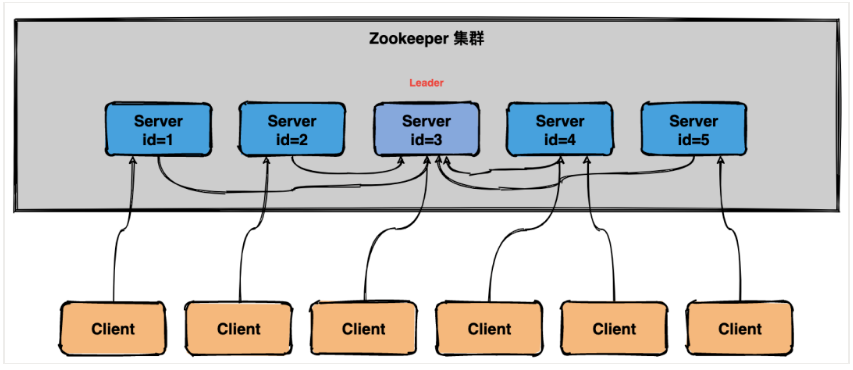 Zookeeper 集群
Leader
Server
id=1
Server
id=2
Server
id=3
Server
id=4
Server
id=5
Client
Client
Client
Client
Client
Client